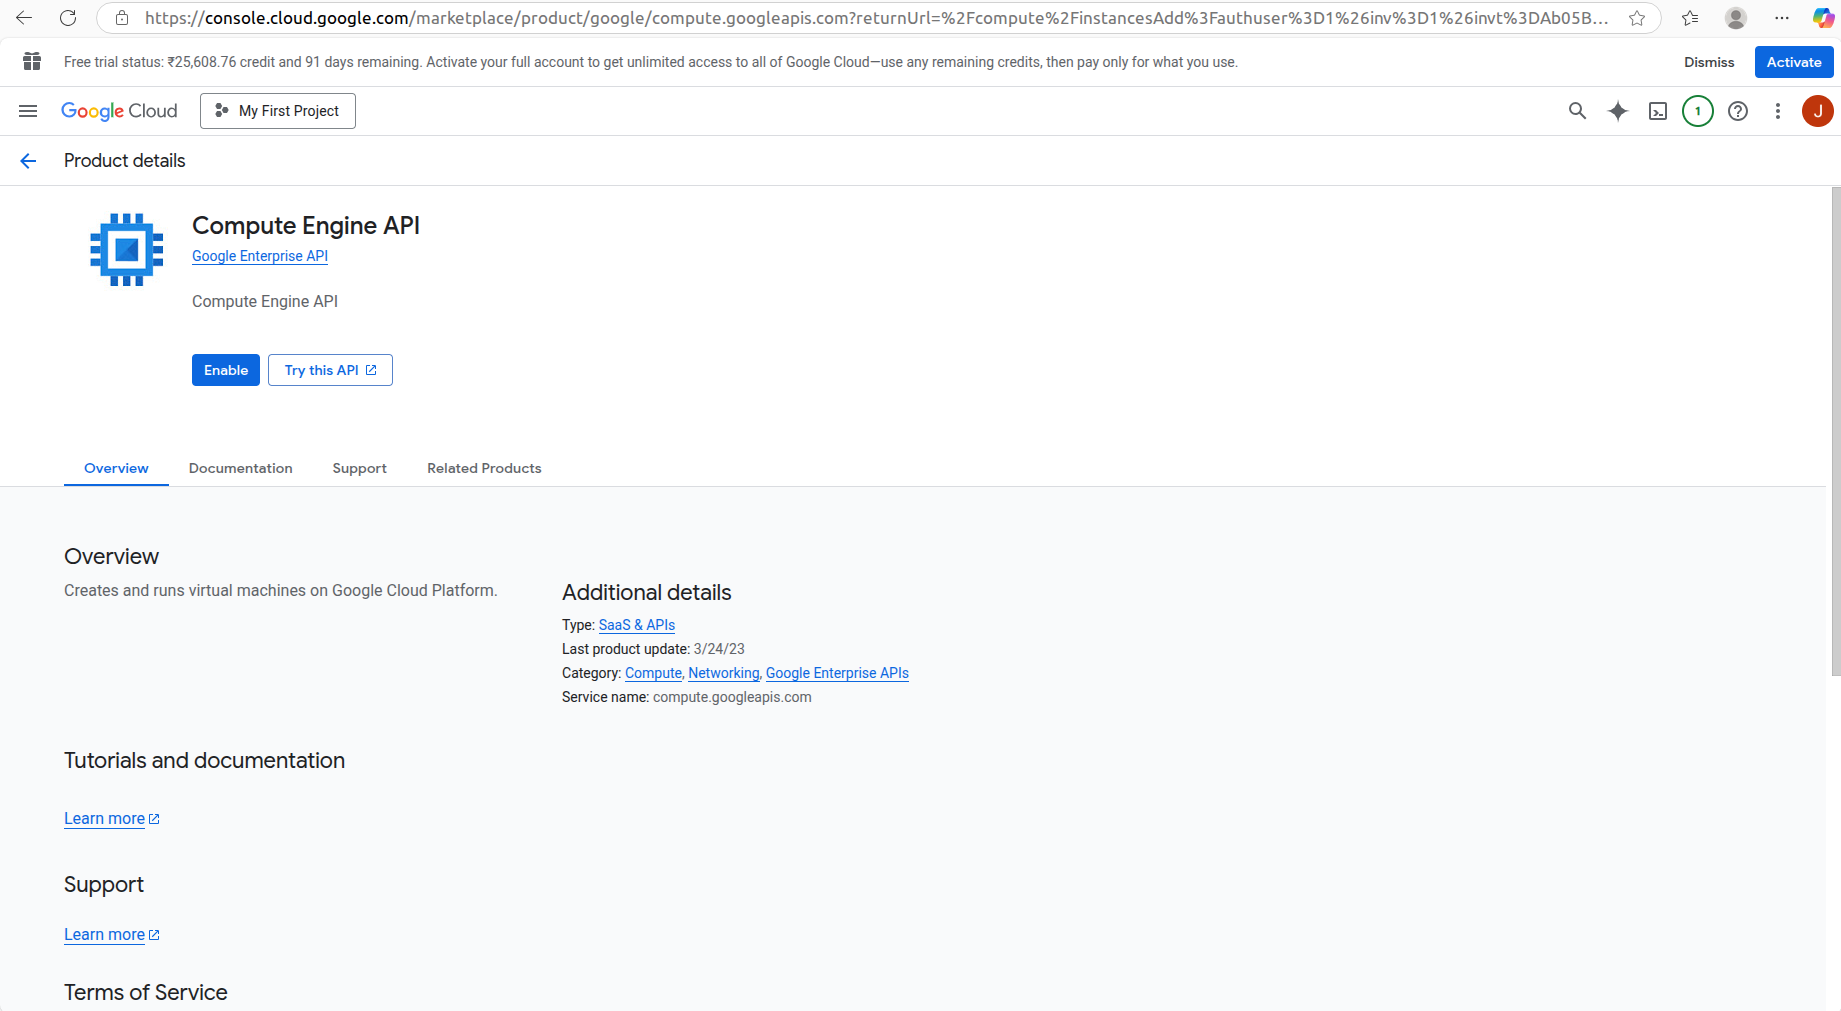 https://console.cloud.google.com/marketplace/product/google/compute.googleapis.com?returnUrl=%2Fcompute%2FinstancesAdd%3Fauthuser%3D1%26inv%3D1%26invt%3DAb05B...
Free trial status: ₹25,608.76 credit and 91 days remaining. Activate your full account to get unlimited access to all of Google Cloud—use any remaining credits, then pay only for what you use.
Dismiss
Activate
Google Cloud
My First Project
1
J
Product details
Compute Engine API
Google Enterprise API
Compute Engine API
Enable
Try this API
Overview
Documentation
Support
Related Products
Overview
Creates and runs virtual machines on Google Cloud Platform.
Additional details
Type: SaaS & APIs
Last product update: 3/24/23
Category: Compute, Networking, Google Enterprise APIs
Service name: compute.googleapis.com
Tutorials and documentation
Learn more
Support
Learn more
Terms of Service